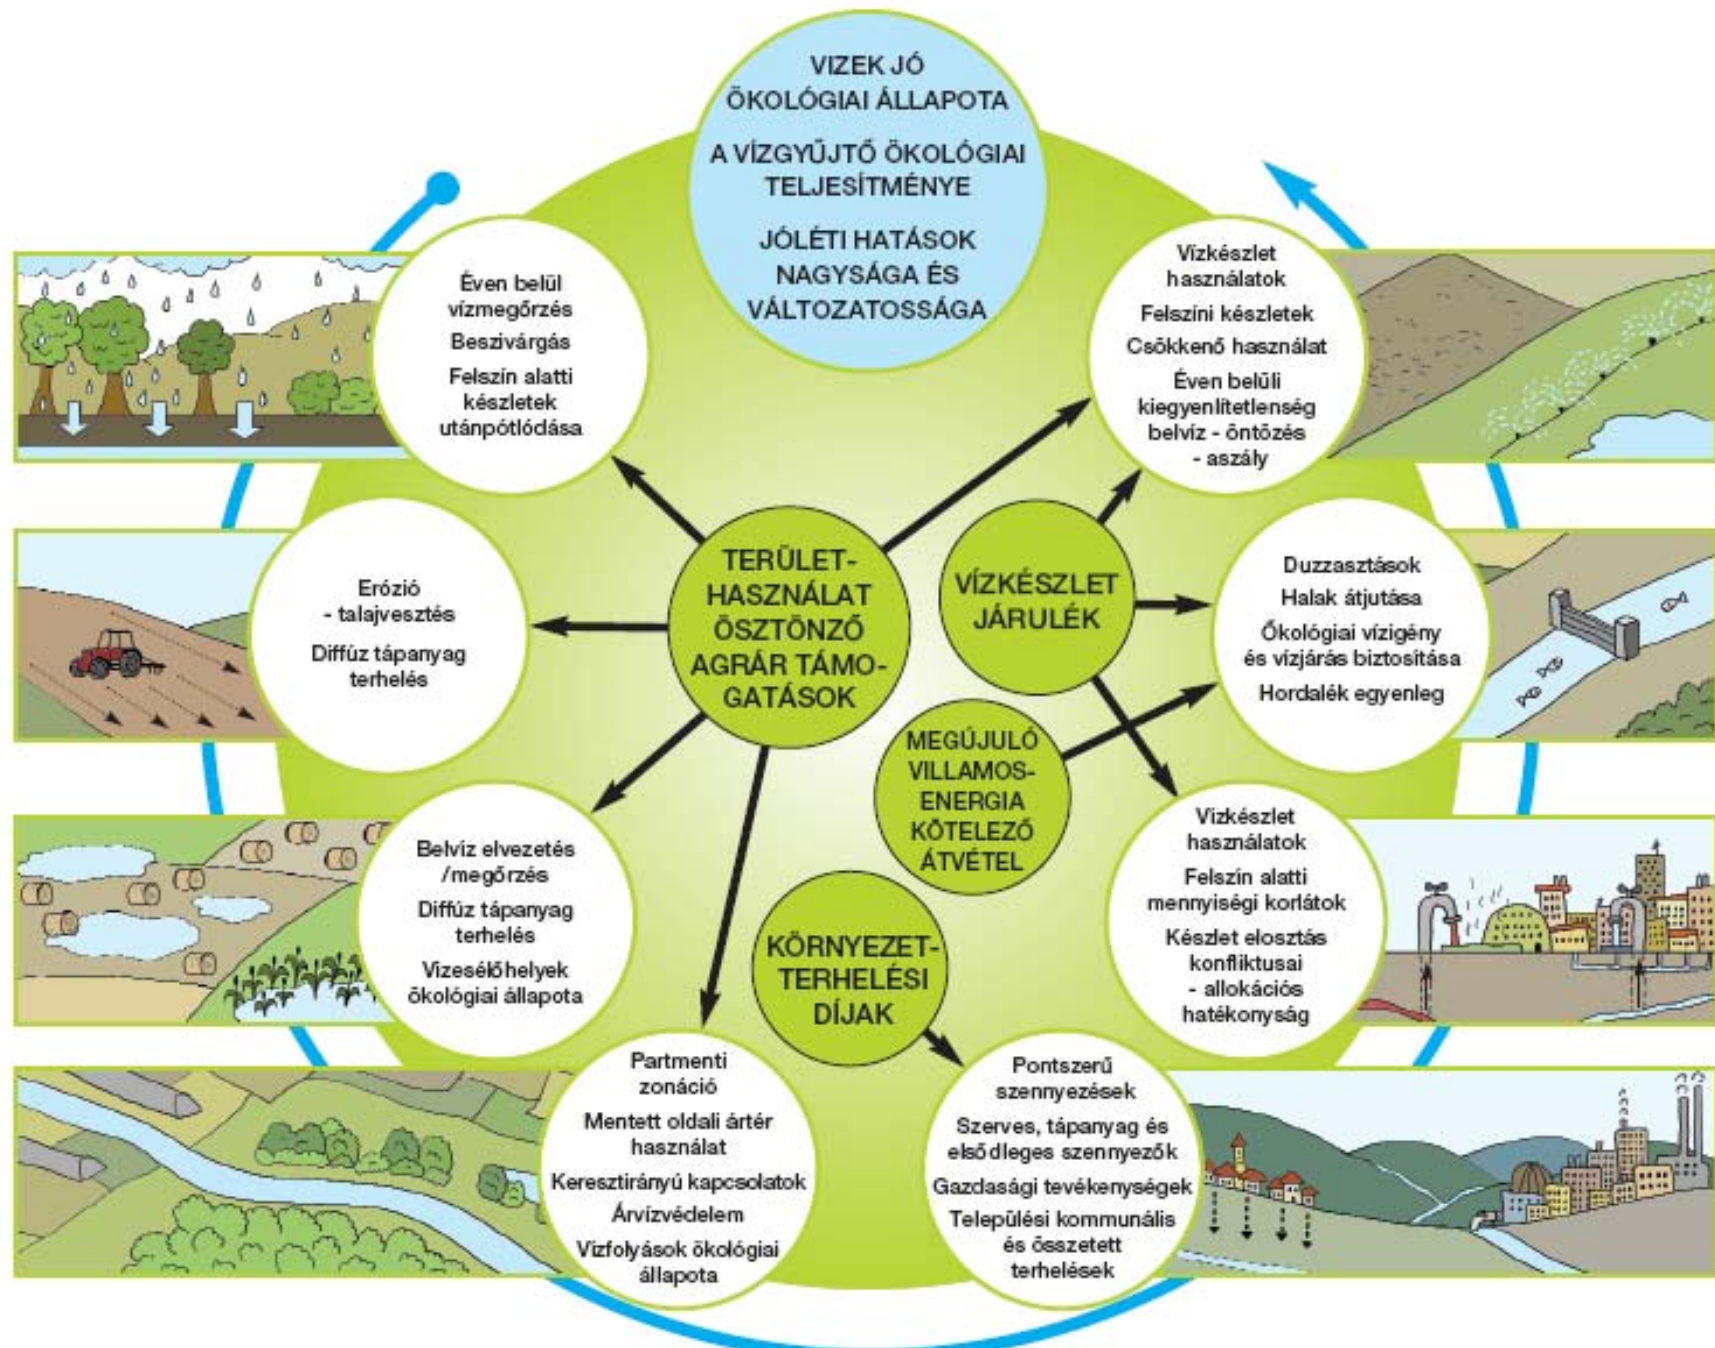 VIZEK JÓ
ÖKOLÓGIAI ÁLLAPOTA
A VÍZGYŰJTŐ ÖKOLÓGIAI
TELJESÍTMÉNYE
JÓLÉTI HATÁSOK
NAGYSÁGA ÉS
VÁLTOZATOSSÁGA
Éven belül
vízmegőrzés
Beszivárgás
Felszín alatti
készletek
utánpótlódása
Vízkészlet
használatok
Felszíni készletek
Csökkenő használat
Éven belüli
kiegyenlítetlenség
belvíz - öntözés
- aszály
Erózió
- talajvesztés
Diffúz tápanyag
terhelés
TERÜLET-
HASZNÁLAT
ÖSZTÖNZŐ
AGRÁR TÁMO-
GATÁSOK
VÍZKÉSZLET
JÁRULÉK
Duzzasztások
Halak átjutása
Ökológiai vízigény
és vízjárás biztosítása
Hordalék egyenleg
MEGÚJULÓ
VILLAMOS-
ENERGIA
KÖTELEZŐ
ÁTVÉTEL
Belvíz elvezetés
/megőrzés
Diffúz tápanyag
terhelés
Vizesélőhelyek
ökológiai állapota
Vízkészlet
használatok
Felszín alatti
mennyiségi korlátok
Készlet elosztás
konfliktusai
- allokációs
hatékonyság
KÖRNYEZET-
TERHELÉSI
DÍJAK
Partmenti
zonáció
Mentett oldali ártér
használat
Keresztirányú kapcsolatok
Árvízvédelem
Vízfolyások ökológiai
állapota
Pontszerű
szennyezések
Szerves, tápanyag és
elsődleges szennyezők
Gazdasági tevékenységek
Települési kommunális
és összetett
terhelések